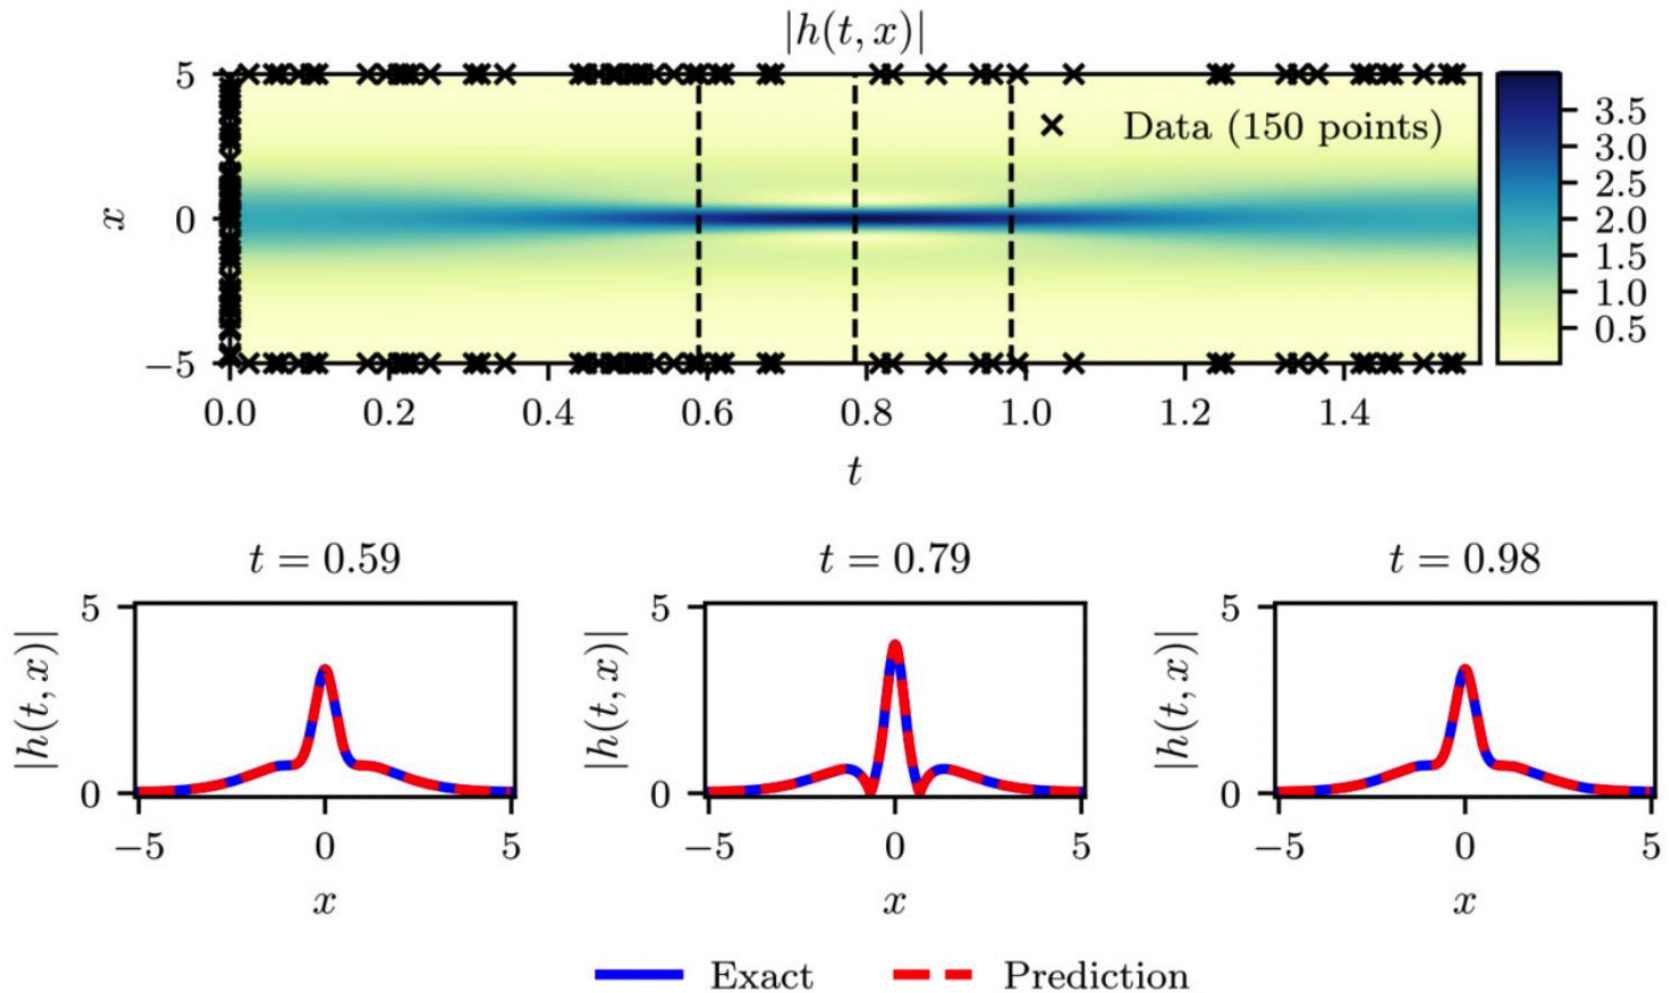 |h(t, x)|
5
0
−5
x
Data (150 points)
3.5
3.0
2.5
2.0
1.5
1.0
0.5
0.0 0.2 0.4 0.6 0.8 1.0 1.2 1.4
t
t = 0.59
|h(t, x)|
5
0
−5 0 5
x
t = 0.79
|h(t, x)|
5
0
−5 0 5
x
t = 0.98
|h(t, x)|
5
0
−5 0 5
x
Exact Prediction